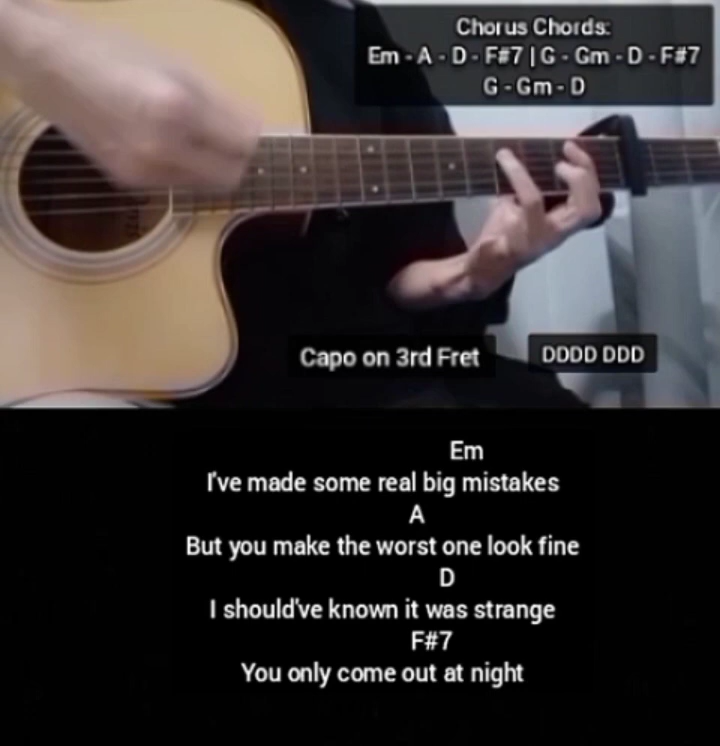 Chorus Chords:
Em - A - D - F#7 | G - Gm - D - F#7
G - Gm - D
Capo on 3rd Fret
DDDD DDD
Em
I've made some real big mistakes
A
But you make the worst one look fine
D
I should've known it was strange
F#7
You only come out at night